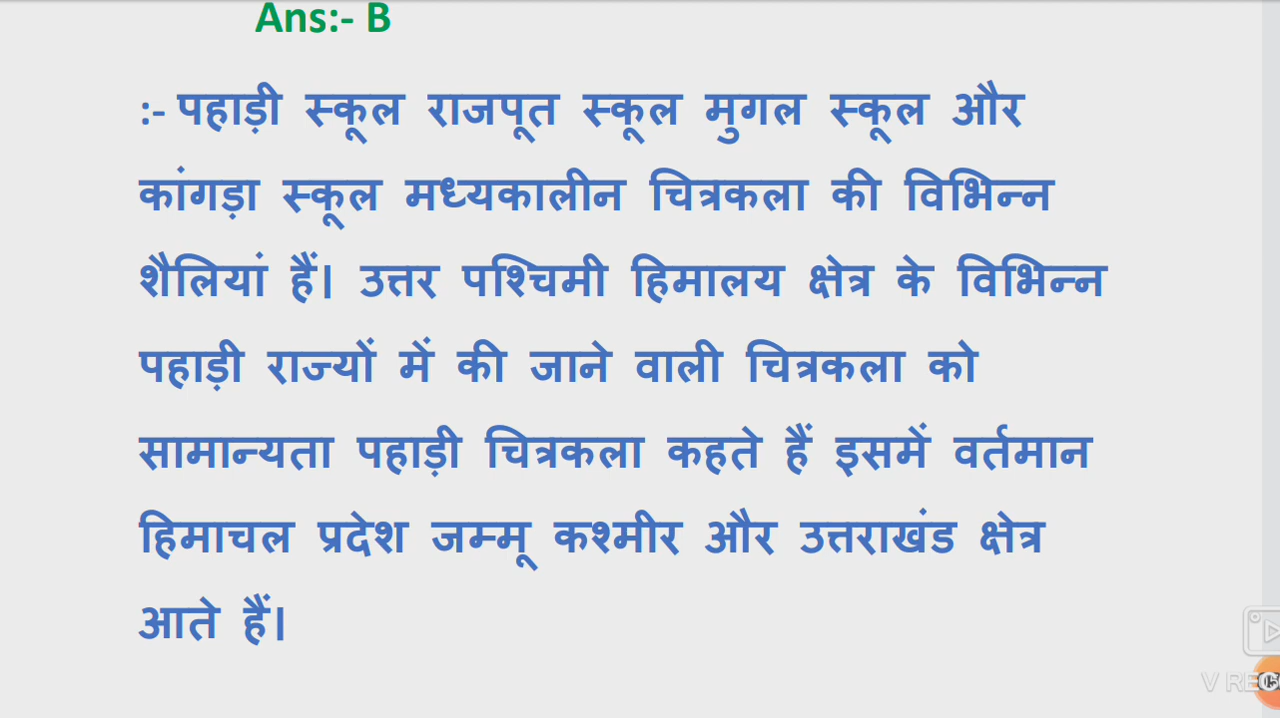 Ans:- B
:- पहाड़ी स्कूल राजपूत स्कूल मुगल स्कूल और
कांगड़ा स्कूल मध्यकालीन चित्रकला की विभिन्न
शैलियां हैं। उत्तर पश्चिमी हिमालय क्षेत्र के विभिन्न
पहाड़ी राज्यों में की जाने वाली चित्रकला को
सामान्यता पहाड़ी चित्रकला कहते हैं इसमें वर्तमान
हिमाचल प्रदेश जम्मू कश्मीर और उत्तराखंड क्षेत्र
आते हैं।
V REC